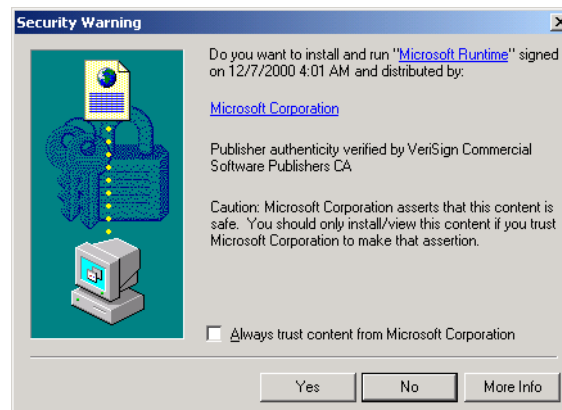 Security Warning
Do you want to install and run "Microsoft Runtime" signed
on 12/7/2000 4:01 AM and distributed by:
Microsoft Corporation
Publisher authenticity verified by VeriSign Commercial
Software Publishers CA
Caution: Microsoft Corporation asserts that this content is
safe. You should only install/view this content if you trust
Microsoft Corporation to make that assertion.
Always trust content from Microsoft Corporation
Yes No More Info